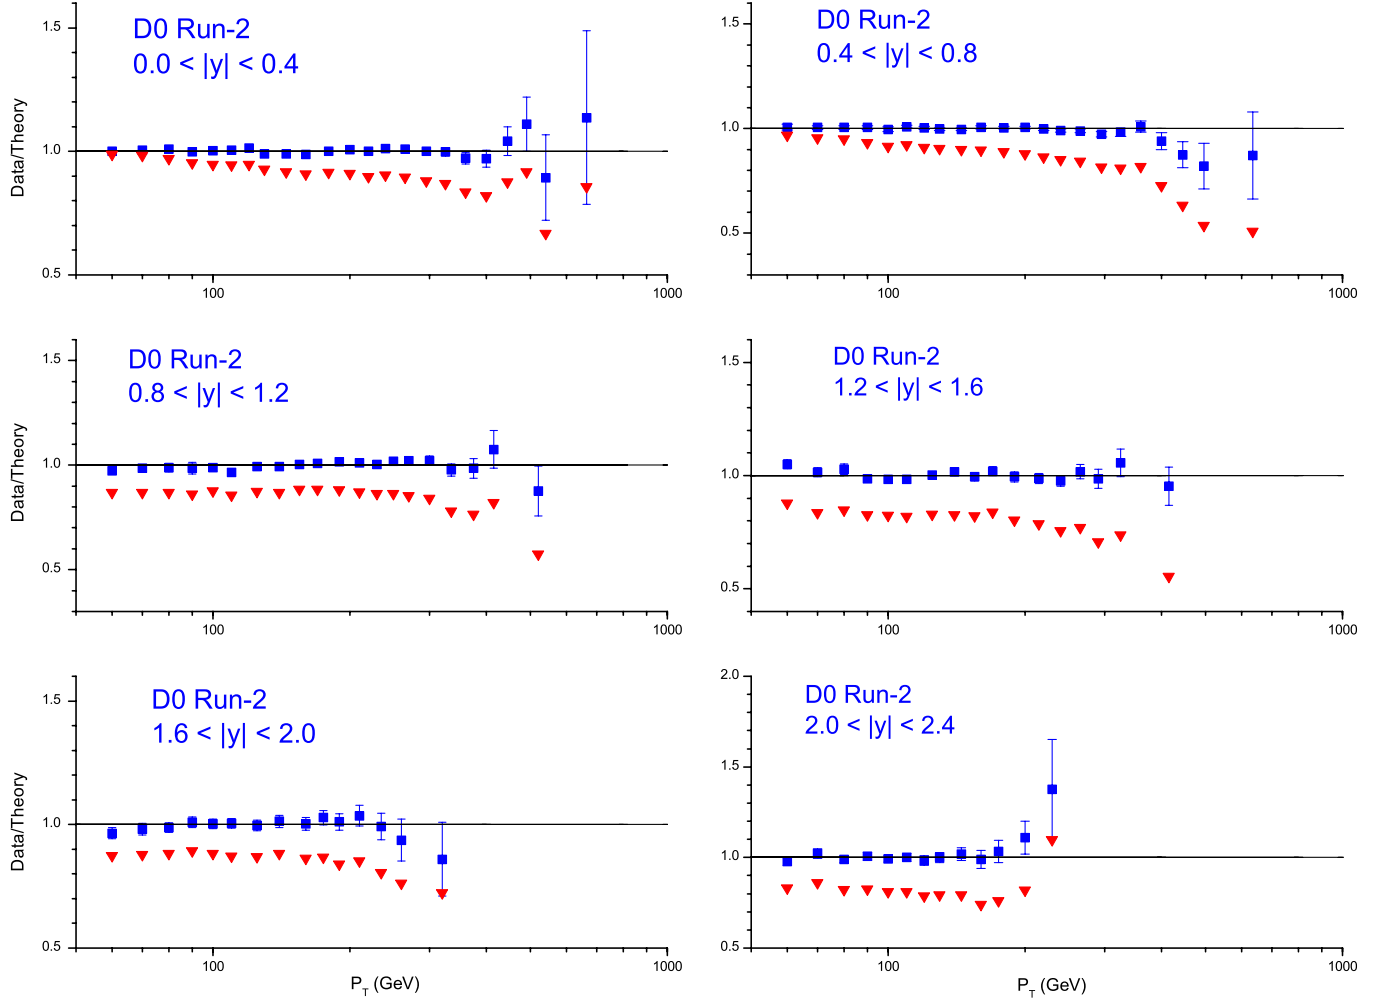 D0 Run-2
0.0 < |y| < 0.4
Data/Theory
1.5
1.0
0.5
100
1000
D0 Run-2
0.4 < |y| < 0.8
1.5
1.0
0.5
100
1000
D0 Run-2
0.8 < |y| < 1.2
Data/Theory
1.5
1.0
0.5
100
1000
D0 Run-2
1.2 < |y| < 1.6
1.5
1.0
0.5
100
1000
D0 Run-2
1.6 < |y| < 2.0
Data/Theory
1.5
1.0
0.5
100
1000
P_T (GeV)
D0 Run-2
2.0 < |y| < 2.4
2.0
1.5
1.0
0.5
100
1000
P_T (GeV)